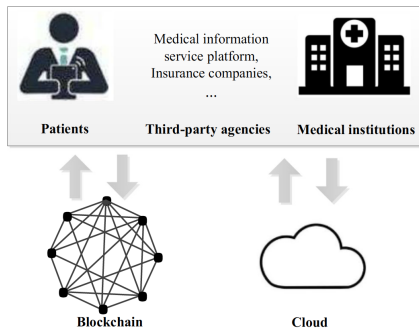 Medical information
service platform,
Insurance companies,
...
Patients
Third-party agencies
Medical institutions
Blockchain
Cloud